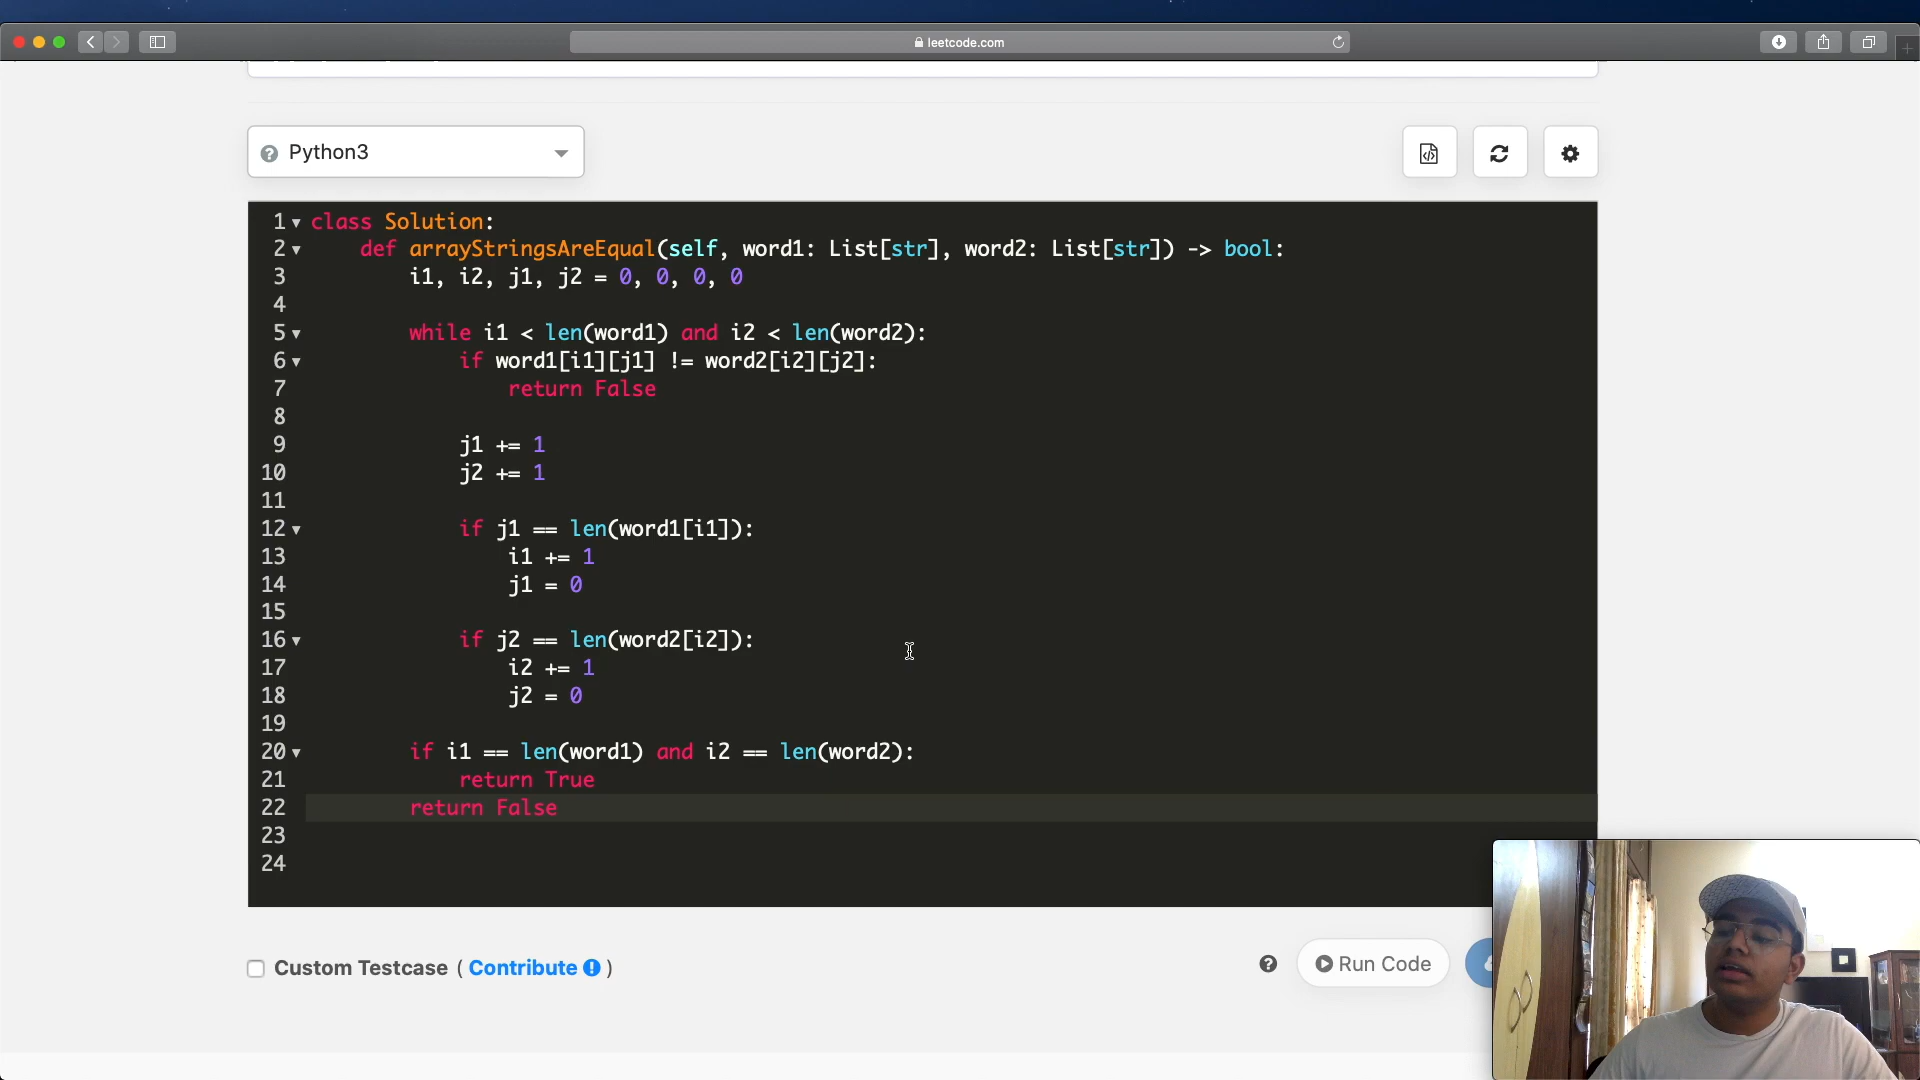 leetcode.com
Python3
1 class Solution:
2     def arrayStringsAreEqual(self, word1: List[str], word2: List[str]) -> bool:
3         i1, i2, j1, j2 = 0, 0, 0, 0
4
5         while i1 < len(word1) and i2 < len(word2):
6             if word1[i1][j1] != word2[i2][j2]:
7                 return False
8
9             j1 += 1
10             j2 += 1
11
12             if j1 == len(word1[i1]):
13                 i1 += 1
14                 j1 = 0
15
16             if j2 == len(word2[i2]):
17                 i2 += 1
18                 j2 = 0
19
20         if i1 == len(word1) and i2 == len(word2):
21             return True
22         return False
23
24
Custom Testcase ( Contribute )
Run Code